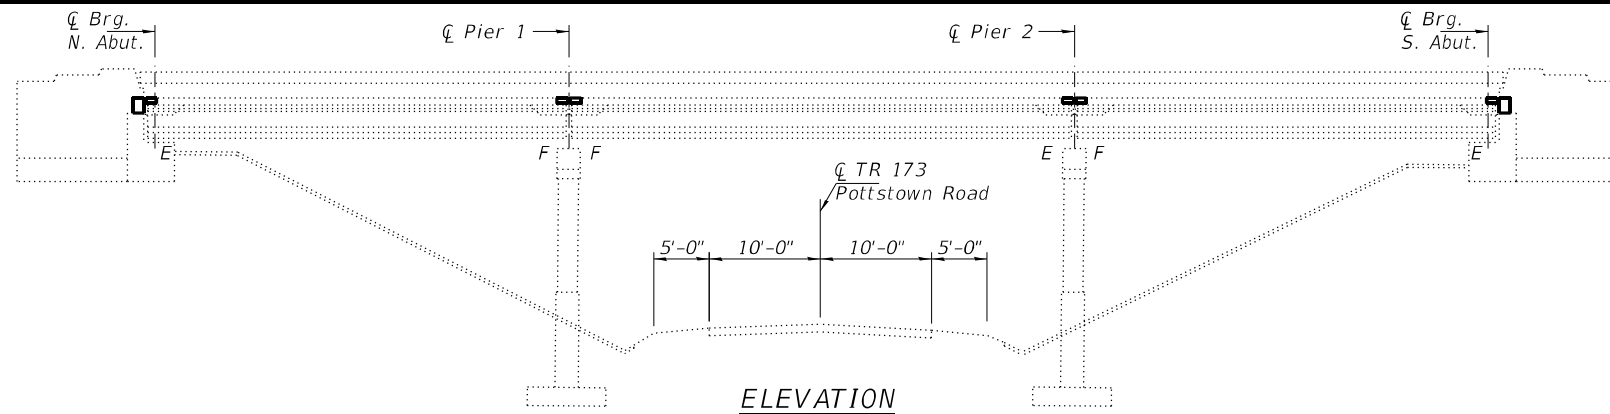 ℄ Brg.
N. Abut.
℄ Pier 1
℄ Pier 2
℄ Brg.
S. Abut.
E
F
F
E
F
E
℄ TR 173
Pottstown Road
5'-0"
10'-0"
10'-0"
5'-0"
ELEVATION